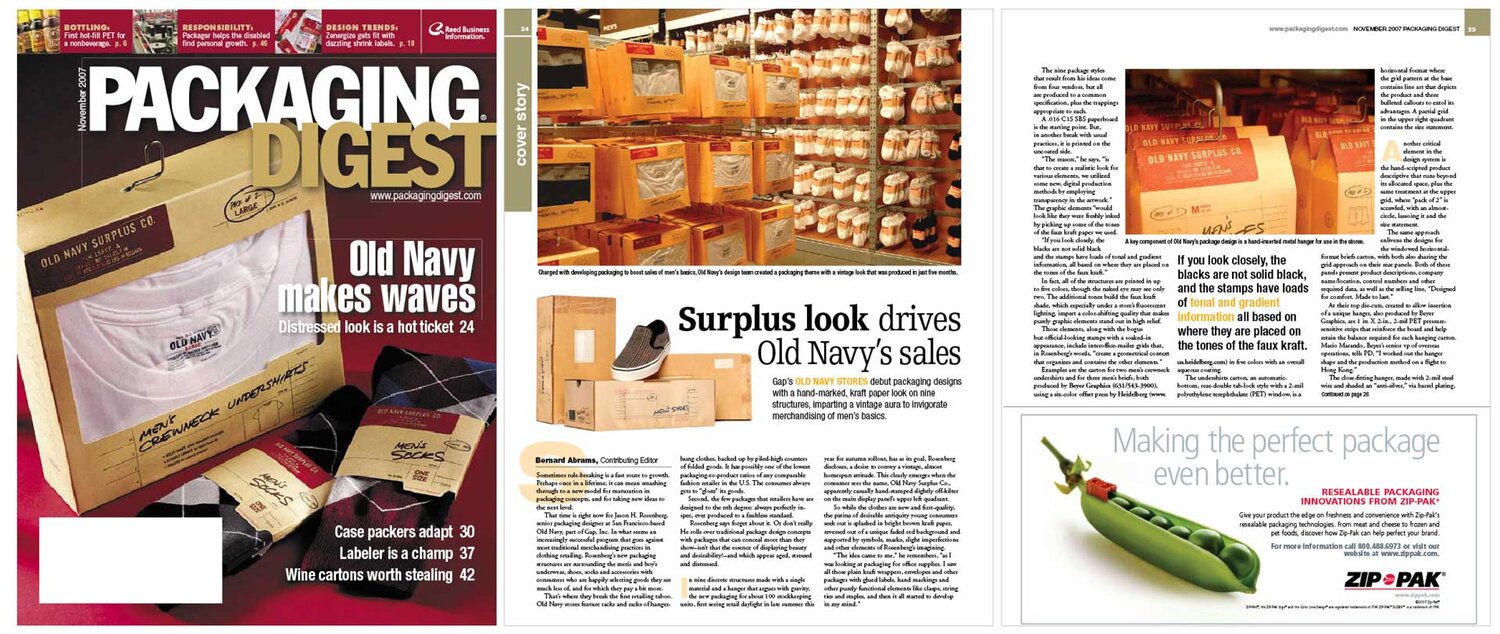 BOTTLING:
First hot-fill PET for
a nonbeverage. p. 6
RESPONSIBILITY:
Packager helps the disabled
find personal growth. p. 46
DESIGN TRENDS:
Zenergize gets fit with
dazzling shrink labels. p. 18
Reed Business
Information.
November 2007
PACKAGING
DIGEST
www.packagingdigest.com
PACK OF 2
LARGE
OLD NAVY SURPLUS CO.
OLD NAVY
Old Navy
makes waves
Distressed look is a hot ticket 24
MEN'S
CREWNECK UNDERSHIRTS
MEN'S
SOCKS
ONE
SIZE
MEN'S
SOCKS
Case packers adapt 30
Labeler is a champ 37
Wine cartons worth stealing 42
24
cover story
MEN'S
Charged with developing packaging to boost sales of men's basics, Old Navy's design team created a packaging theme with a vintage look that was produced in just five months.
MEN'S SHOES
Surplus look drives
Old Navy's sales
Gap's OLD NAVY STORES debut packaging designs
with a hand-marked, kraft paper look on nine
structures, imparting a vintage aura to invigorate
merchandising of men's basics.
Bernard Abrams, Contributing Editor
Sometimes rule-breaking is a fast route to growth.
Perhaps once in a lifetime, it can mean smashing
through to a new model for maturation in
packaging concepts, and for taking new ideas to
the next level.
That time is right now for Jason H. Rosenberg,
senior packaging designer at San Francisco-based
Old Navy, part of Gap, Inc. In what seems an
increasingly successful program that goes against
most traditional merchandising practices in
clothing retailing, Rosenberg's new packaging
structures are surrounding the men's and boy's
underwear, shoes, socks and accessories with
consumers who are happily selecting goods they see
much less of, and for which they pay a bit more.
That's where they break the first retailing taboo.
Old Navy stores feature racks and racks of hanger-
hung clothes, backed up by piled-high counters
of folded goods. It has possibly one of the lowest
packaging-to-product ratios of any comparable
fashion retailer in the U.S. The consumer always
gets to "glom" its goods.
Second, the few packages that retailers have are
designed to the nth degree: always perfectly in-
spec, ever produced to a faultless standard.
Rosenberg says forget about it. Or don't really.
He rolls over traditional package design concepts
with packages that can conceal more than they
show–isn't that the essence of displaying beauty
and desirability!–and which appear aged, stressed
and distressed.
In nine discrete structures made with a single
material and a hanger that argues with gravity,
the new packaging for about 100 stockkeeping
units, first seeing retail daylight in late summer this
year for autumn rollout, has as its goal, Rosenberg
discloses, a desire to convey a vintage, almost
homespun attitude. This clearly emerges when the
consumer sees the name, Old Navy Surplus Co.,
apparently casually hand-stamped slightly off-kilter
on the main display panel's upper left quadrant.
So while the clothes are new and first-quality,
the patina of desirable antiquity young consumers
seek out is splashed in bright brown kraft paper,
reversed out of a unique faded red background and
supported by symbols, marks, slight imperfections
and other elements of Rosenberg's imagining.
"The idea came to me," he remembers, "as I
was looking at packaging for office supplies. I saw
all those plain kraft wrappers, envelopes and other
packages with glued labels, hand markings and
other purely functional elements like clasps, string
ties and staples, and then it all started to develop
in my mind."
www.packagingdigest.com NOVEMBER 2007 PACKAGING DIGEST 25
The nine package styles
that result from his ideas come
from four vendors, but all
are produced to a common
specification, plus the trappings
appropriate to each.
A .016 C1S SBS paperboard
is the starting point. But,
in another break with usual
practices, it is printed on the
uncoated side.
"The reason," he says, "is
that to create a realistic look for
various elements, we utilized
some new, digital production
methods by employing
transparency in the artwork."
The graphic elements "would
look like they were freshly inked
by picking up some of the tones
of the faux kraft paper we used.
"If you look closely, the
blacks are not solid black
and the stamps have loads of tonal and gradient
information, all based on where they are placed on
the tones of the faux kraft."
In fact, all of the structures are printed in up
to five colors, though the naked eye may see only
two. The additional tones build the faux kraft
shade, which especially under a store's fluorescent
lighting, impart a color-shifting quality that makes
purely graphic elements stand out in high relief.
Those elements, along with the bogus
but official-looking stamps with a soaked-in
appearance, include interoffice-mailer grids that,
in Rosenberg's words, "create a geometrical context
that organizes and contains the other elements."
Examples are the carton for two men's crewneck
undershirts and for three men's briefs, both
produced by Beyer Graphics (631/543-3900),
using a six-color offset press by Heidelberg (www.
OLD NAVY SURPLUS CO.
A key component of Old Navy's package design is a hand-inserted metal hanger for use in the stores.
If you look closely, the
blacks are not solid black,
and the stamps have loads
of tonal and gradient
information all based on
where they are placed on
the tones of the faux kraft.
us.heidelberg.com) in five colors with an overall
aqueous coating.
The undershirts carton, an automatic-
bottom, rear-double tab-lock style with a 2-mil
polyethylene terephthalate (PET) window, is a
horizontal format where
the grid pattern at the base
contains line art that depicts
the product and three
bulleted callouts to extol its
advantages. A partial grid
in the upper right quadrant
contains the size statement.
Another critical
element in the
design system is
the hand-scripted product
descriptive that runs beyond
its allocated space, plus the
same treatment at the upper
grid, where "pack of 2" is
scrawled, with an almost-
circle, lassoing it and the
size statement.
The same approach
enlivens the designs for
the windowed horizontal-
format briefs carton, with both also sharing the
grid approach on their rear panels. Both of these
panels present product descriptions, company
name/location, control numbers and other
required data, as well as the selling line, "Designed
for comfort. Made to last."
At their top die-cuts, created to allow insertion
of a unique hanger, also produced by Beyer
Graphics, are 1 in. X 2-in., 2-mil PET pressure-
sensitive strips that reinforce the board and help
retain the balance required for each hanging carton.
Mario Marando, Beyer's senior vp of overseas
operations, tells PD, "I worked out the hanger
shape and the production method on a flight to
Hong Kong."
The close-fitting hanger, made with 2-mil steel
wire and shaded an "anti-silver," via barrel plating,
Continued on page 26
Making the perfect package
even better.
RESEALABLE PACKAGING
INNOVATIONS FROM ZIP-PAK®
Give your product the edge on freshness and convenience with Zip-Pak's
resealable packaging technologies. From meat and cheese to frozen and
pet foods, discover how Zip-Pak can help perfect your brand.
For more information call 800.488.6973 or visit our
website at www.zippak.com.
ZIP-PAK®
www.zippak.com
©2007 Zip-Pak®